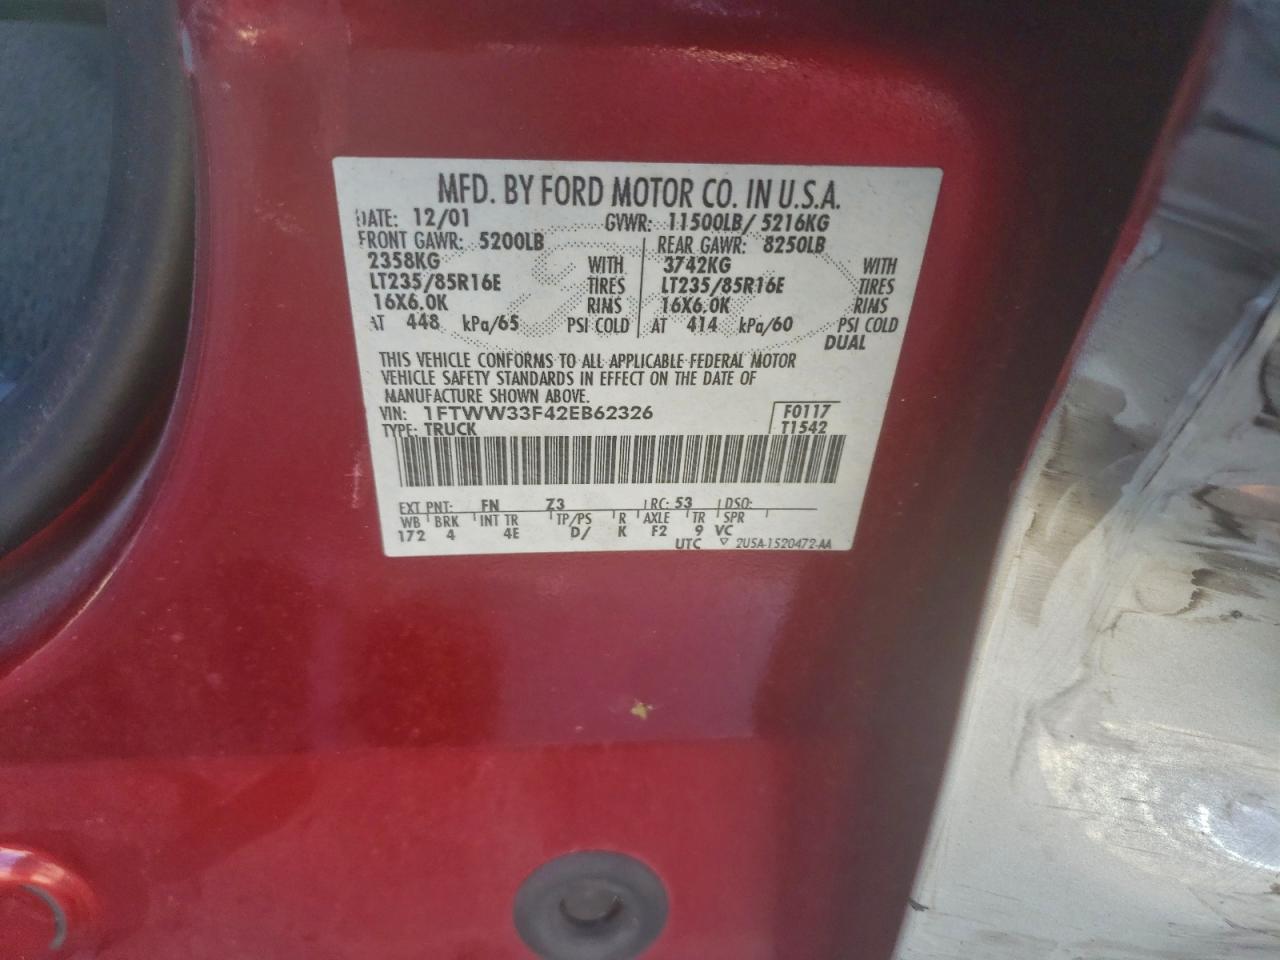 MFD. BY FORD MOTOR CO. IN U.S.A.
DATE: 12/01 GVWR: 11500LB/ 5216KG
FRONT GAWR: 5200LB REAR GAWR: 8250LB
2358KG WITH 3742KG WITH
LT235/85R16E TIRES LT235/85R16E TIRES
16X6.0K RIMS 16X6.0K RIMS
AT 448 kPa/65 PSI COLD AT 414 kPa/60 PSI COLD
DUAL
THIS VEHICLE CONFORMS TO ALL APPLICABLE FEDERAL MOTOR
VEHICLE SAFETY STANDARDS IN EFFECT ON THE DATE OF
MANUFACTURE SHOWN ABOVE.
VIN: 1FTWW33F42EB62326 F0117
TYPE: TRUCK T1542
EXT PNT: FN Z3 RC: 53 DSO:
WB BRK INT TR TP/PS R AXLE TR SPR
172 4 4E D/ K F2 9 VC
UTC ▽ 2U5A-1520472-AA